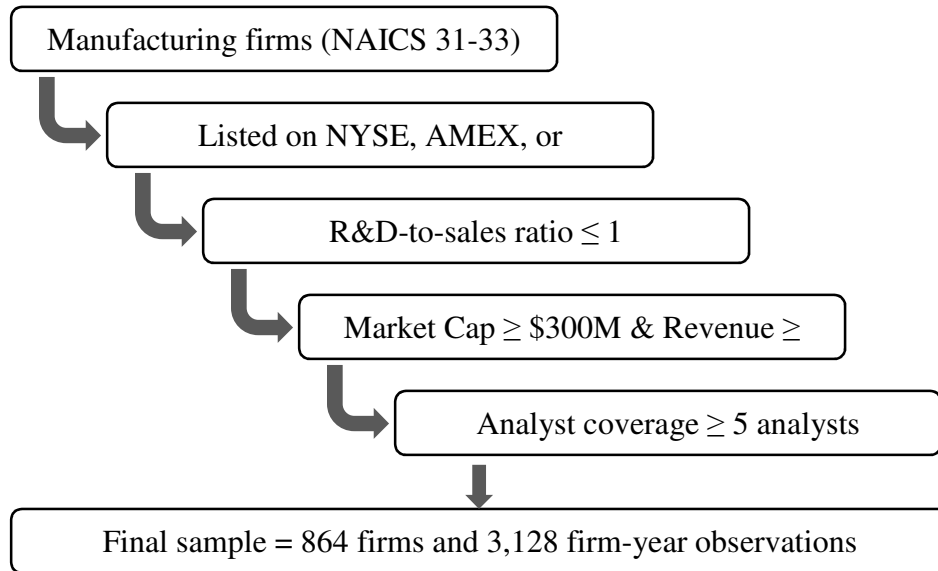 Manufacturing firms (NAICS 31-33)
Listed on NYSE, AMEX, or
R&D-to-sales ratio ≤ 1
Market Cap ≥ $300M & Revenue ≥
Analyst coverage ≥ 5 analysts
Final sample = 864 firms and 3,128 firm-year observations